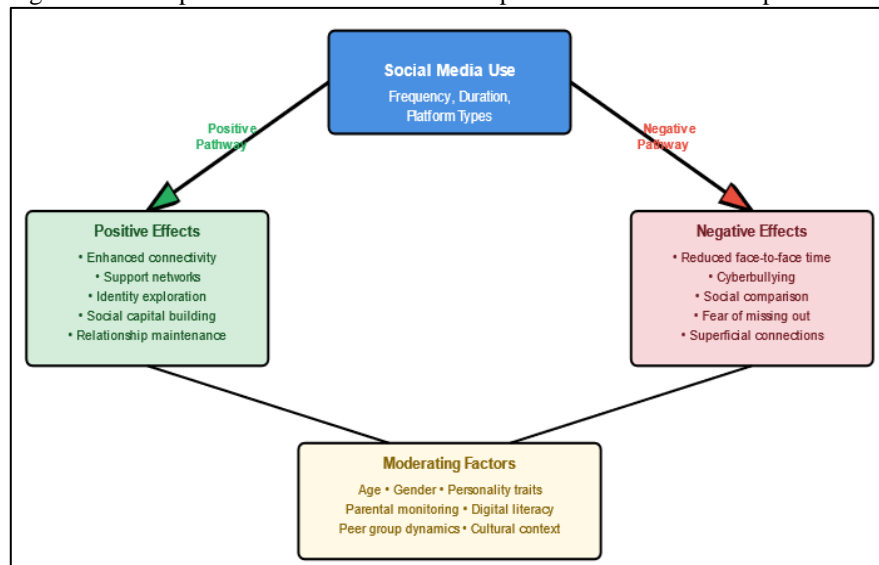 Social Media Use
Frequency, Duration,
Platform Types
Positive
Pathway
Negative
Pathway
Positive Effects
• Enhanced connectivity
• Support networks
• Identity exploration
• Social capital building
• Relationship maintenance
Negative Effects
• Reduced face-to-face time
• Cyberbullying
• Social comparison
• Fear of missing out
• Superficial connections
Moderating Factors
Age • Gender • Personality traits
Parental monitoring • Digital literacy
Peer group dynamics • Cultural context